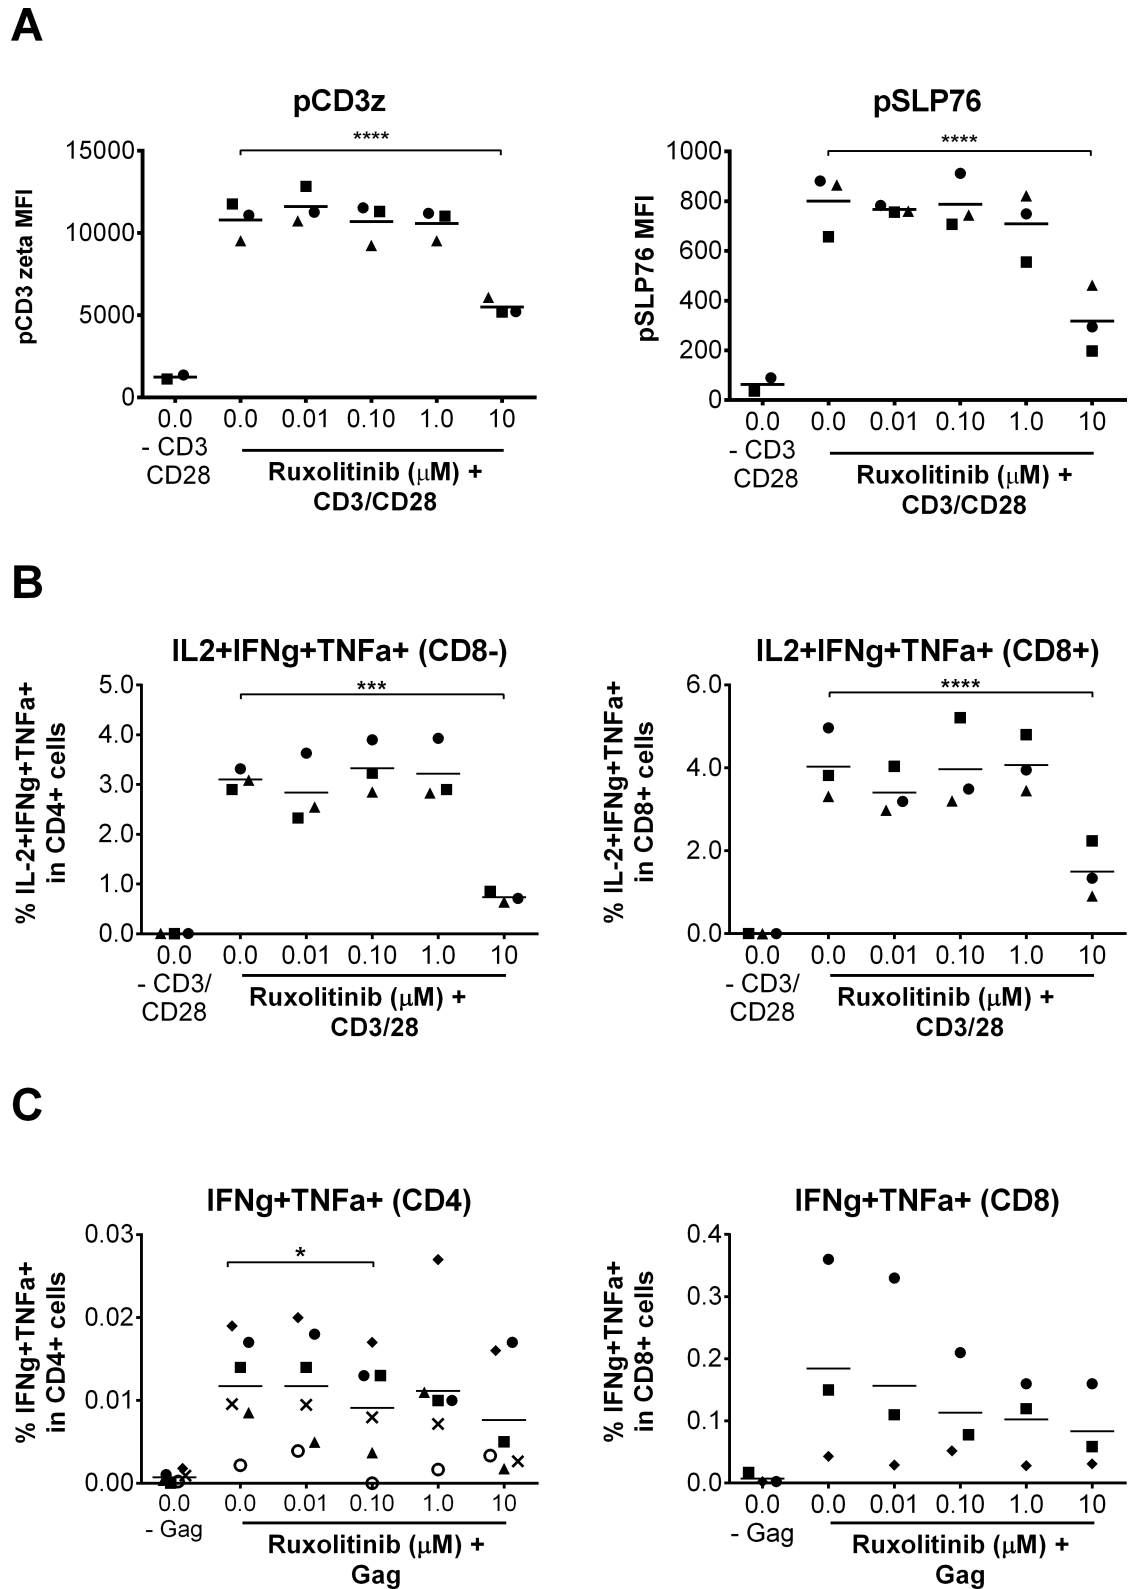 A
pCD3z
****
pCD3 zeta MFI
15000
10000
5000
0
0.0 0.0 0.01 0.10 1.0 10
- CD3
CD28
Ruxolitinib (μM) +
CD3/CD28
pSLP76
****
pSLP76 MFI
1000
800
600
400
200
0
0.0 0.0 0.01 0.10 1.0 10
- CD3
CD28
Ruxolitinib (μM) +
CD3/CD28
B
IL2+IFNg+TNFa+ (CD8-)
***
% IL-2+IFNg+TNFa+
in CD4+ cells
5.0
4.0
3.0
2.0
1.0
0.0
0.0 0.0 0.01 0.10 1.0 10
- CD3/
CD28
Ruxolitinib (μM) +
CD3/28
IL2+IFNg+TNFa+ (CD8+)
****
% IL-2+IFNg+TNFa+
in CD8+ cells
6.0
4.0
2.0
0.0
0.0 0.0 0.01 0.10 1.0 10
- CD3/
CD28
Ruxolitinib (μM) +
CD3/28
C
IFNg+TNFa+ (CD4)
*
% IFNg+TNFa+
in CD4+ cells
0.03
0.02
0.01
0.00
0.0 0.0 0.01 0.10 1.0 10
- Gag
Ruxolitinib (μM) +
Gag
IFNg+TNFa+ (CD8)
% IFNg+TNFa+
in CD8+ cells
0.4
0.3
0.2
0.1
0.0
0.0 0.0 0.01 0.10 1.0 10
- Gag
Ruxolitinib (μM) +
Gag